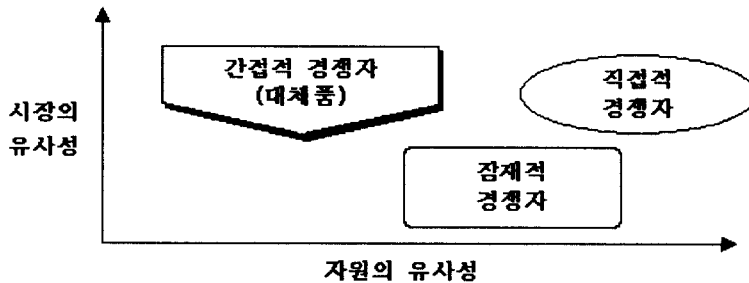 간접적 경쟁자
(대체품)
직접적
경쟁자
시장의
유사성
잠재적
경쟁자
자원의 유사성